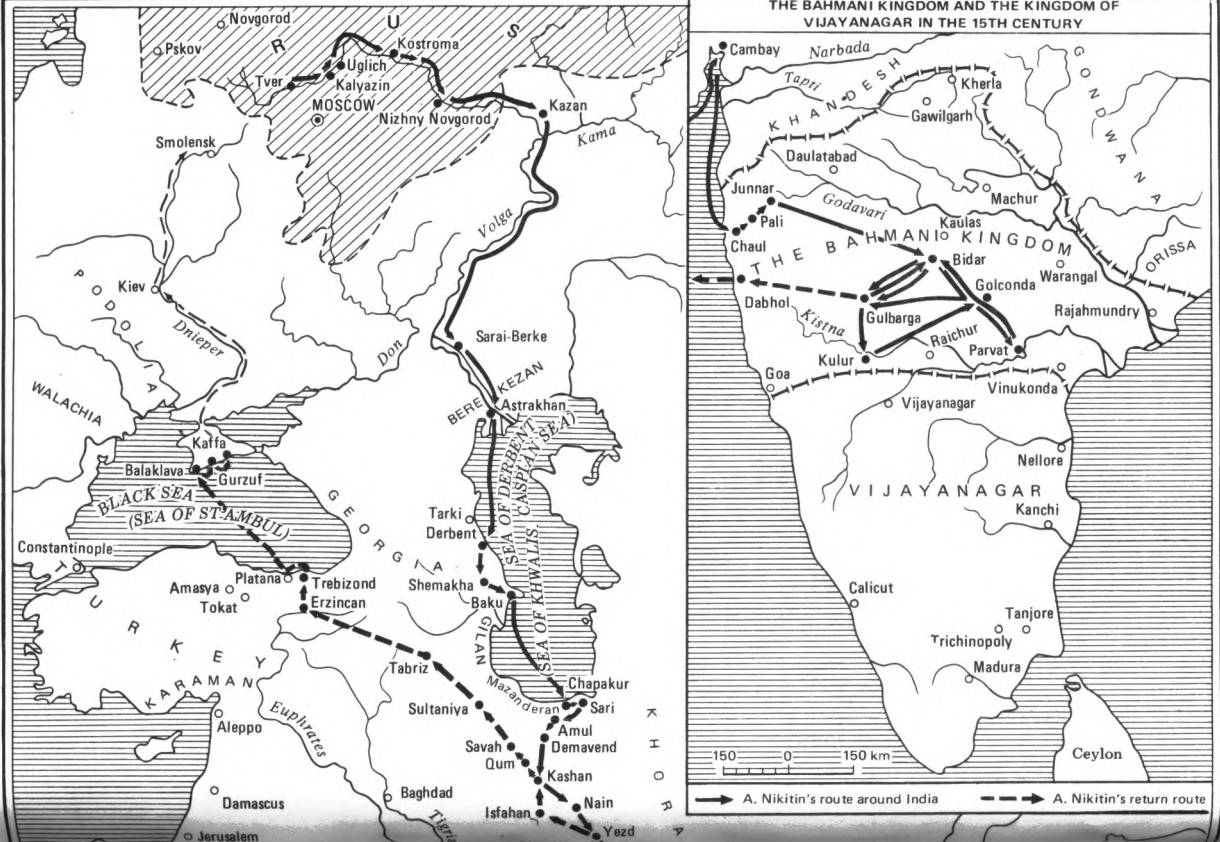 Novgorod
R U S
Pskov
Kostroma
Uglich
Tver
Kalyazin
MOSCOW
Nizhny Novgorod
Kazan
Kama
Smolensk
Volga
PODOLIA
Kiev
Dnieper
Don
Sarai-Berke
WALACHIA
BEREKEZAN
Astrakhan
Kaffa
Balaklava
Gurzuf
BLACK SEA
(SEA OF ST-AMBUL)
GEORGIA
SEA OF DERBENT
SEA OF KHWALIS. CASPIAN SEA)
Tarki
Derbent
Constantinople
Shemakha
Platana
Trebizond
Amasya
Baku
Tokat
Erzincan
GILAN
TURKEY
Tabriz
Chapakur
KARAMAN
Mazanderan
Sari
Sultaniya
Amul
Euphrates
Aleppo
Demavend
Savah
Qum
Kashan
KHORA
Damascus
Baghdad
Nain
Isfahan
Tigris
Yezd
Jerusalem
THE BAHMANI KINGDOM AND THE KINGDOM OF
VIJAYANAGAR IN THE 15TH CENTURY
Cambay
Narbada
GONDWANA
Tapti
KHANDESH
Kherla
Gawilgarh
Daulatabad
Junnar
Machur
Godavari
Pali
Kaulas
Chaul
THE BAHMANI KINGDOM
ORISSA
Bidar
Warangal
Golconda
Dabhol
Rajahmundry
Gulbarga
Kistna
Raichur
Kulur
Parvat
Goa
Vinukonda
Vijayanagar
Nellore
VIJAYANAGAR
Kanchi
Calicut
Tanjore
Trichinopoly
Madura
150 0 150 km
Ceylon
A. Nikitin's route around India
A. Nikitin's return route